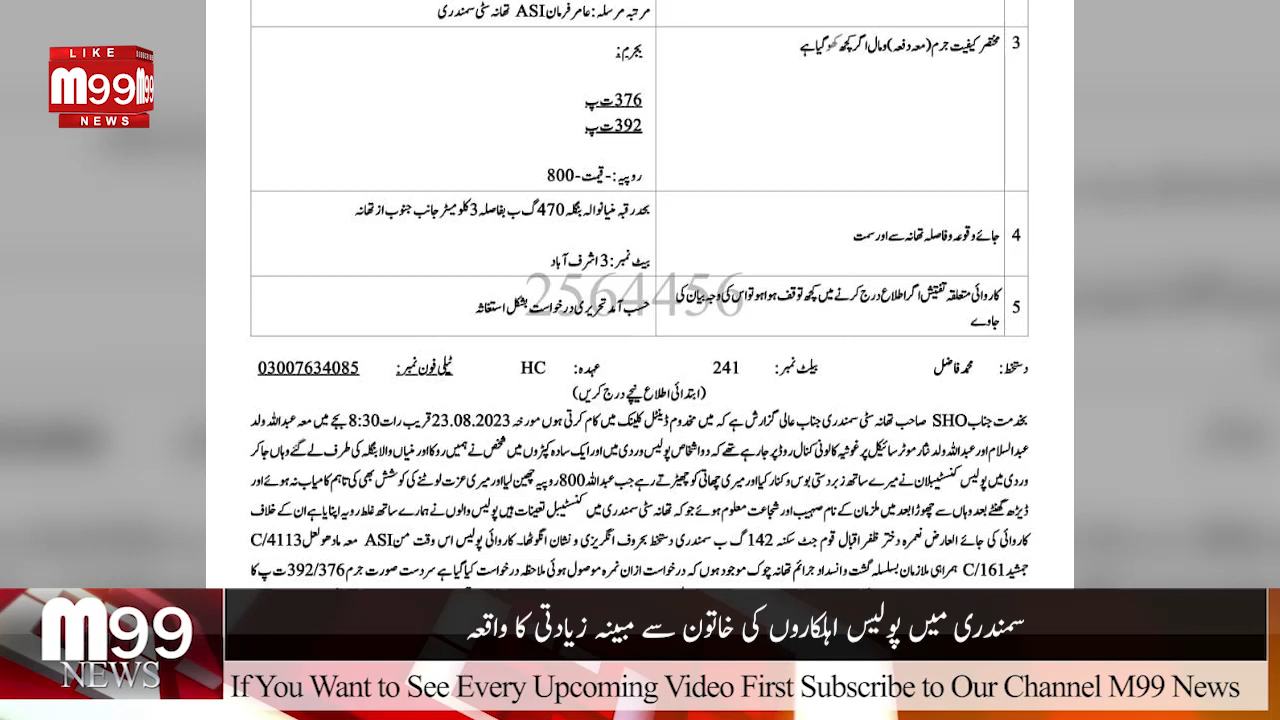 مرتبہ مرسلہ: عامر فرمان ASI تھانہ سٹی سمندری
LIKE
SUBSCRIBE
M99
M99
NEWS
3
مختصر کیفیت جرم (معہ دفعہ) و مال اگر کچھ کھو گیا ہے
بجرم:
376 ت پ
392 ت پ
روپیہ :- قیمت-800
4
جائے وقوعہ و فاصلہ تھانہ سے اور سمت
بحد رقبہ منیانوالہ بنگلہ 470 گ ب بفاصلہ 3 کلومیٹر جانب جنوب از تھانہ
بیٹ نمبر: 3 اشرف آباد
5
کاروائی متعلقہ تفتیش اگر اطلاع درج کرنے میں کچھ توقف ہوا ہو تو اس کی وجہ بیان کی جاوے
حسب آمد تحریری درخواست بشکل استغاثہ
2564456
دستخط: محمد فاضل بیلٹ نمبر: 241 عہدہ: HC ٹیلی فون نمبر: 03007634085
(ابتدائی اطلاع نیچے درج کریں)
بخدمت جناب SHO صاحب تھانہ سٹی سمندری جناب عالی گزارش ہے کہ میں مخدوم ڈینٹل کلینک میں کام کرتی ہوں مورخہ 23.08.2023 قریب رات 8:30 بجے میں معہ عبداللہ ولد
عبدالسلام اور عبداللہ ولد نثار موٹر سائیکل پر غوثیہ کالونی کنال روڈ پر جا رہے تھے کہ دو اشخاص پولیس وردی میں اور ایک سادہ کپڑوں میں شخص نے ہمیں روکا اور منیاں والا بنگلہ کی طرف لے گئے وہاں جا کر
وردی میں پولیس کنسٹیبلان نے میرے ساتھ زبردستی بوس و کنار کیا اور میری چھاتی کو چھیڑتے رہے جب عبداللہ 800 روپیہ چھین لیا اور میری عزت لوٹنے کی کوشش بھی کی تاہم کامیاب نہ ہوئے اور
ڈیڑھ گھنٹے بعد وہاں سے چھوڑا بعد میں ملزمان کے نام صہیب اور شجاعت معلوم ہوئے جو کہ تھانہ سٹی سمندری میں کنسٹیبل تعینات ہیں پولیس والوں نے ہمارے ساتھ غلط رویہ اپنایا ہے ان کے خلاف
کاروائی کی جائے العارض نعمرہ دختر ظفر اقبال قوم جٹ سکنہ 142 گ ب سمندری دستخط بحروف انگریزی و نشان انگوٹھا۔ کاروائی پولیس اس وقت من ASI معہ مادھولعل 4113/C
جمشید 161/C ہمراہی ملازمان بسلسلہ گشت و انسداد جرائم تھانہ چوک موجود ہوں کہ درخواست ازاں نمرہ موصول ہوئی ملاحظہ درخواست کیا گیا ہے سردست صورت جرم 392/376 ت پ کا
M99
NEWS
سمندری میں پولیس اہلکاروں کی خاتون سے مبینہ زیادتی کا واقعہ
If You Want to See Every Upcoming Video First Subscribe to Our Channel M99 News